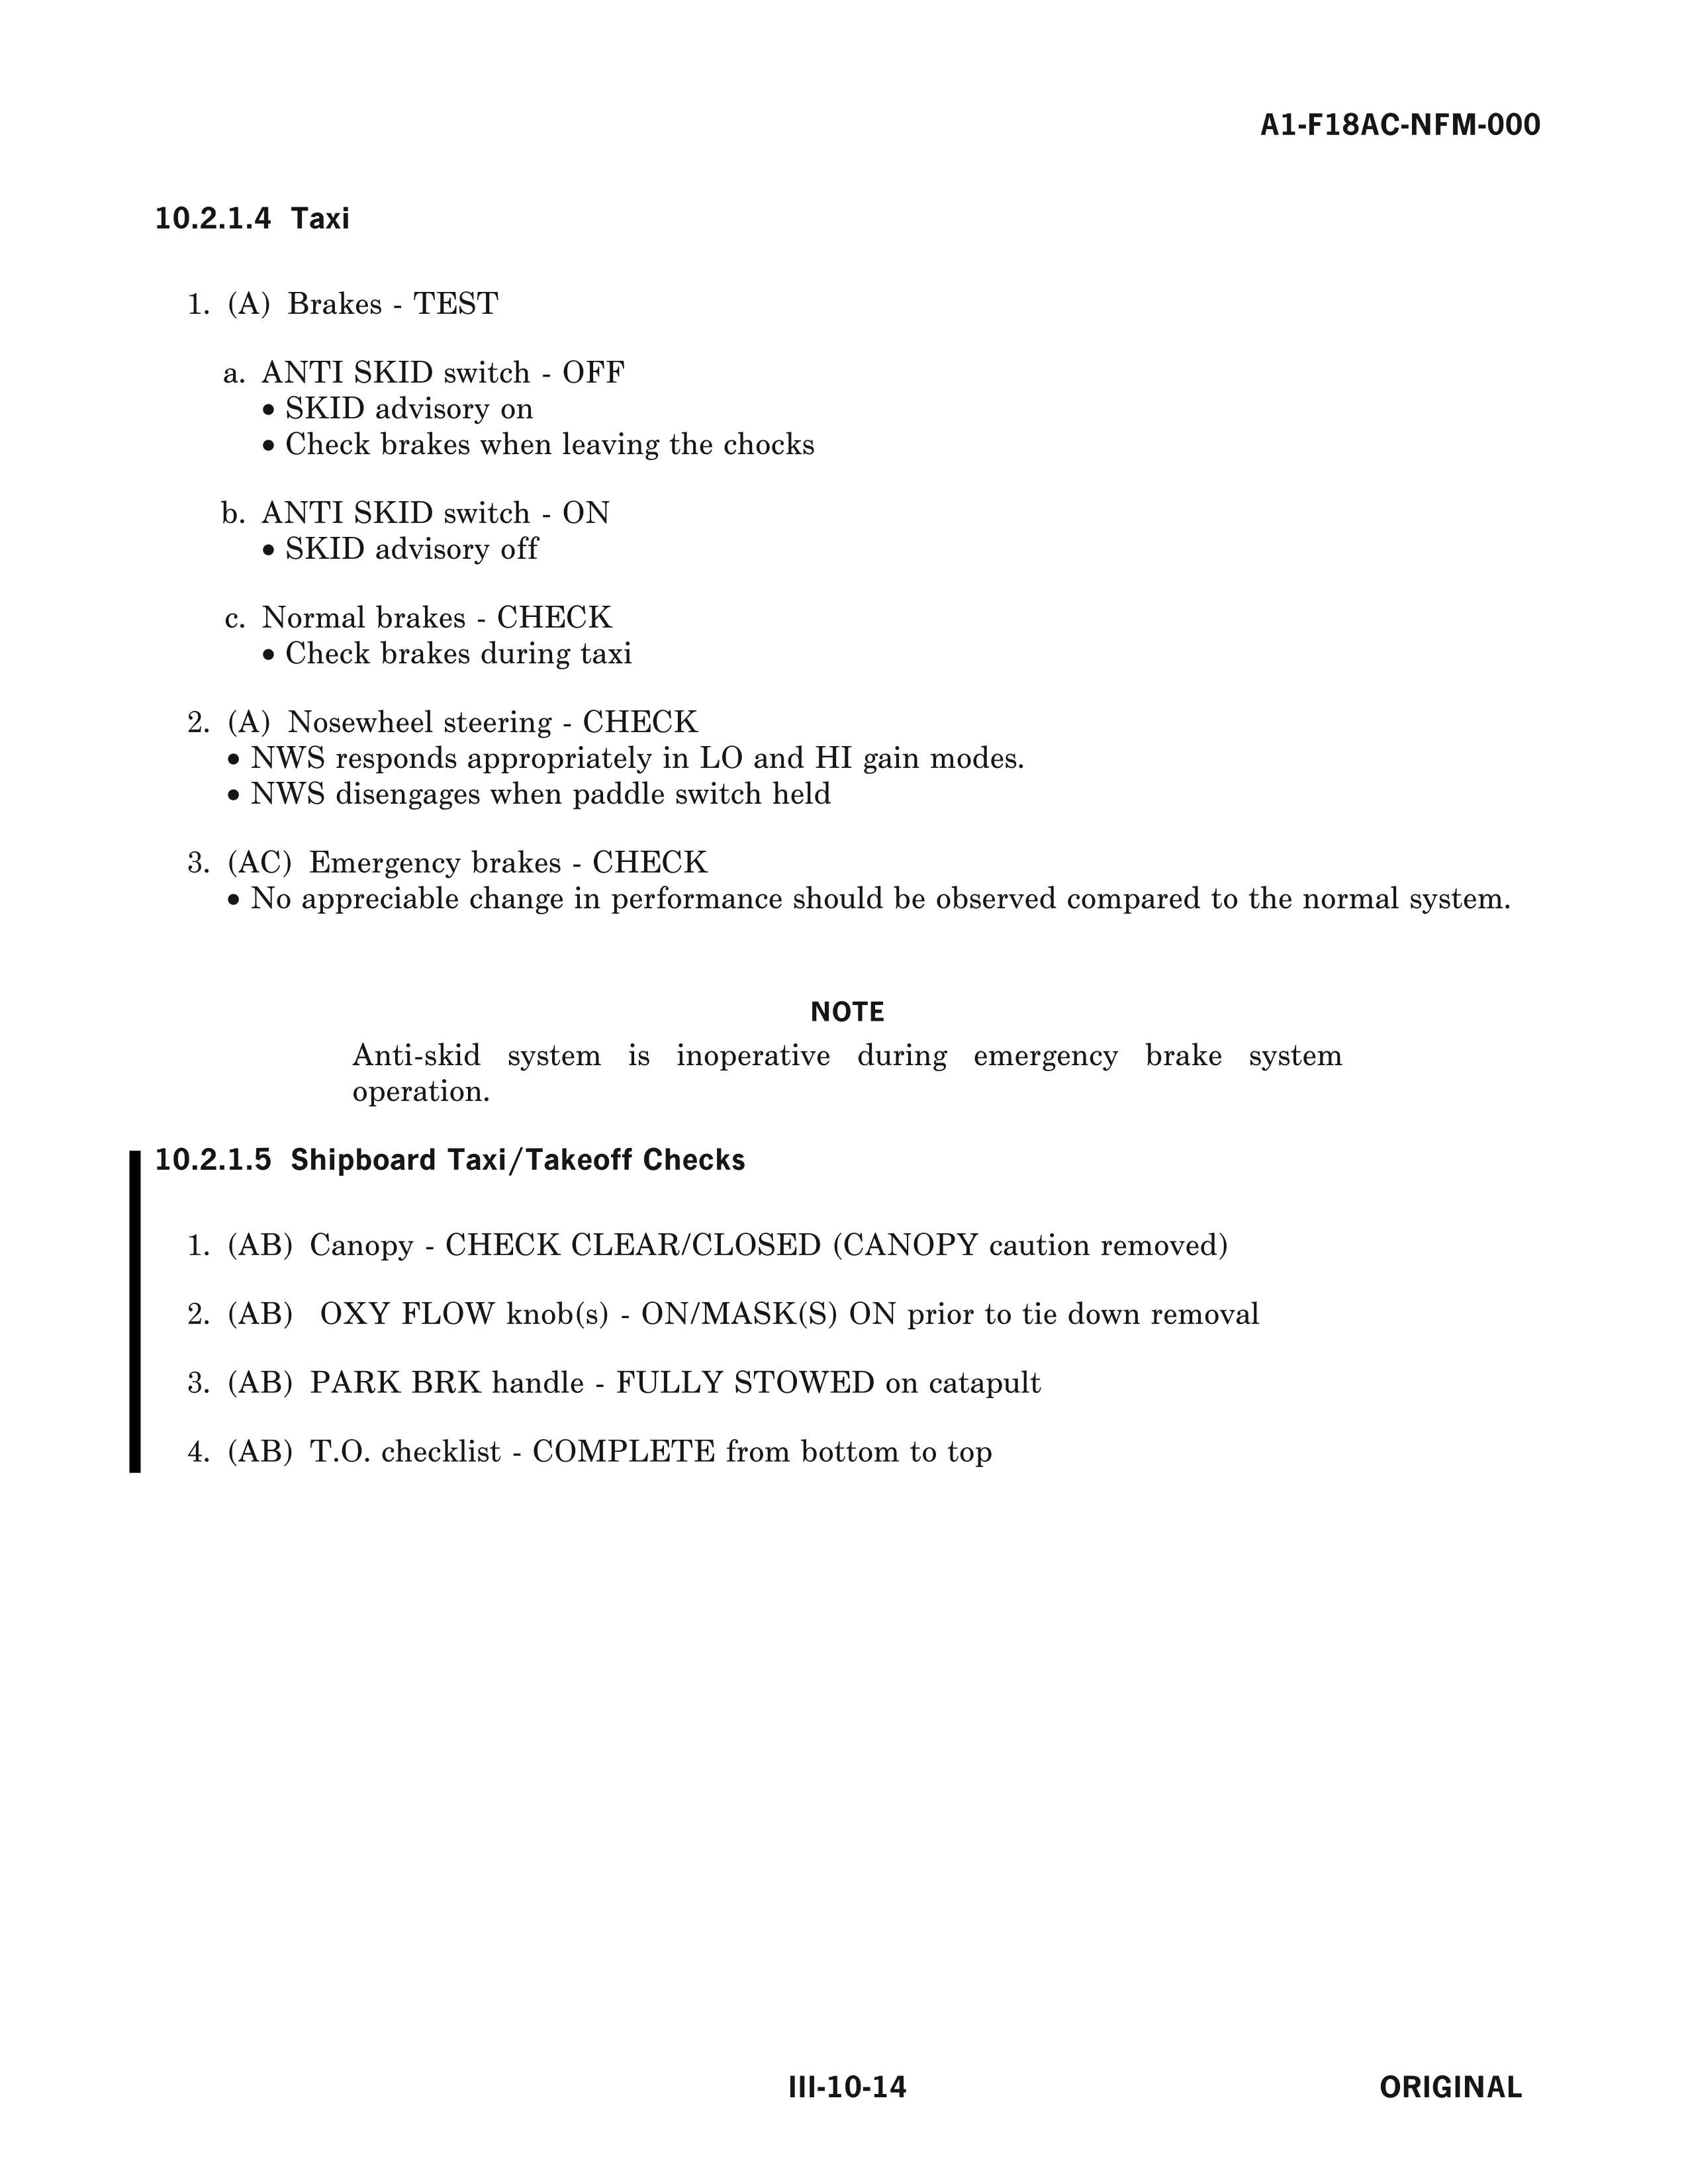 A1-F18AC-NFM-000
10.2.1.4 Taxi
1. (A) Brakes - TEST
a. ANTI SKID switch - OFF
• SKID advisory on
• Check brakes when leaving the chocks
b. ANTI SKID switch - ON
• SKID advisory off
c. Normal brakes - CHECK
• Check brakes during taxi
2. (A) Nosewheel steering - CHECK
• NWS responds appropriately in LO and HI gain modes.
• NWS disengages when paddle switch held
3. (AC) Emergency brakes - CHECK
• No appreciable change in performance should be observed compared to the normal system.
NOTE
Anti-skid system is inoperative during emergency brake system
operation.
10.2.1.5 Shipboard Taxi/Takeoff Checks
1. (AB) Canopy - CHECK CLEAR/CLOSED (CANOPY caution removed)
2. (AB) OXY FLOW knob(s) - ON/MASK(S) ON prior to tie down removal
3. (AB) PARK BRK handle - FULLY STOWED on catapult
4. (AB) T.O. checklist - COMPLETE from bottom to top
III-10-14
ORIGINAL